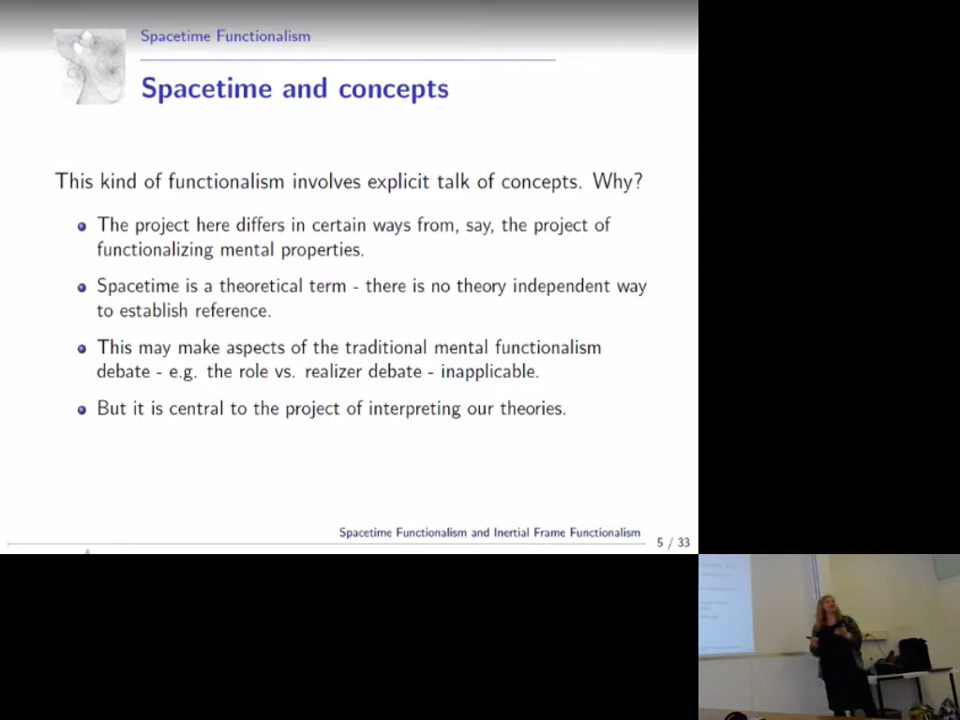 Spacetime Functionalism
Spacetime and concepts
This kind of functionalism involves explicit talk of concepts. Why?
The project here differs in certain ways from, say, the project of
functionalizing mental properties.
Spacetime is a theoretical term - there is no theory independent way
to establish reference.
This may make aspects of the traditional mental functionalism
debate - e.g. the role vs. realizer debate - inapplicable.
But it is central to the project of interpreting our theories.
Spacetime Functionalism and Inertial Frame Functionalism
5 / 33